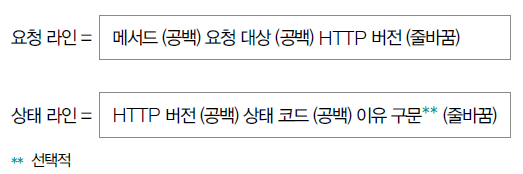 요청 라인 = 메서드 (공백) 요청 대상 (공백) HTTP 버전 (줄바꿈)
상태 라인 = HTTP 버전 (공백) 상태 코드 (공백) 이유 구문** (줄바꿈)
** 선택적